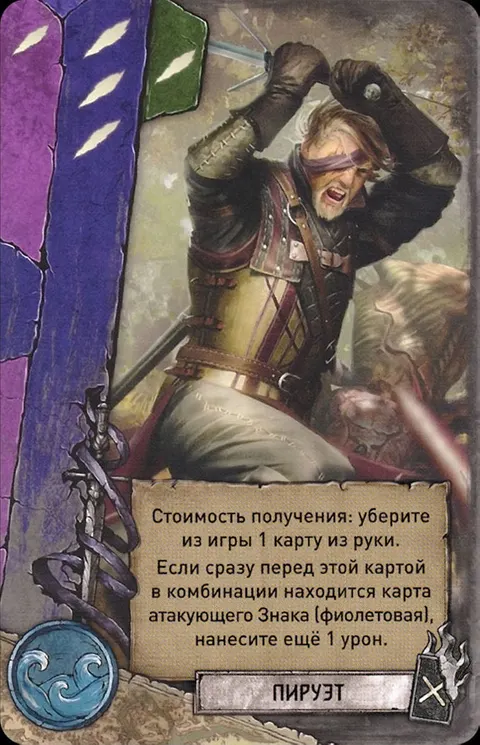 Стоимость получения: уберите
из игры 1 карту из руки.
Если сразу перед этой картой
в комбинации находится карта
атакующего Знака (фиолетовая),
нанесите ещё 1 урон.
ПИРУЭТ